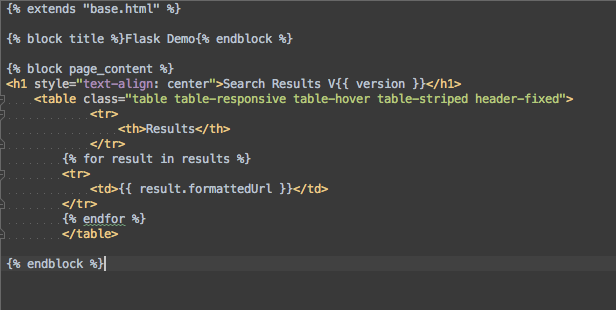 {% extends "base.html" %}
{% block title %}Flask Demo{% endblock %}
{% block page_content %}
<h1 style="text-align: center">Search Results V{{ version }}</h1>
<table class="table table-responsive table-hover table-striped header-fixed">
<tr>
<th>Results</th>
</tr>
{% for result in results %}
<tr>
<td>{{ result.formattedUrl }}</td>
</tr>
{% endfor %}
</table>
{% endblock %}